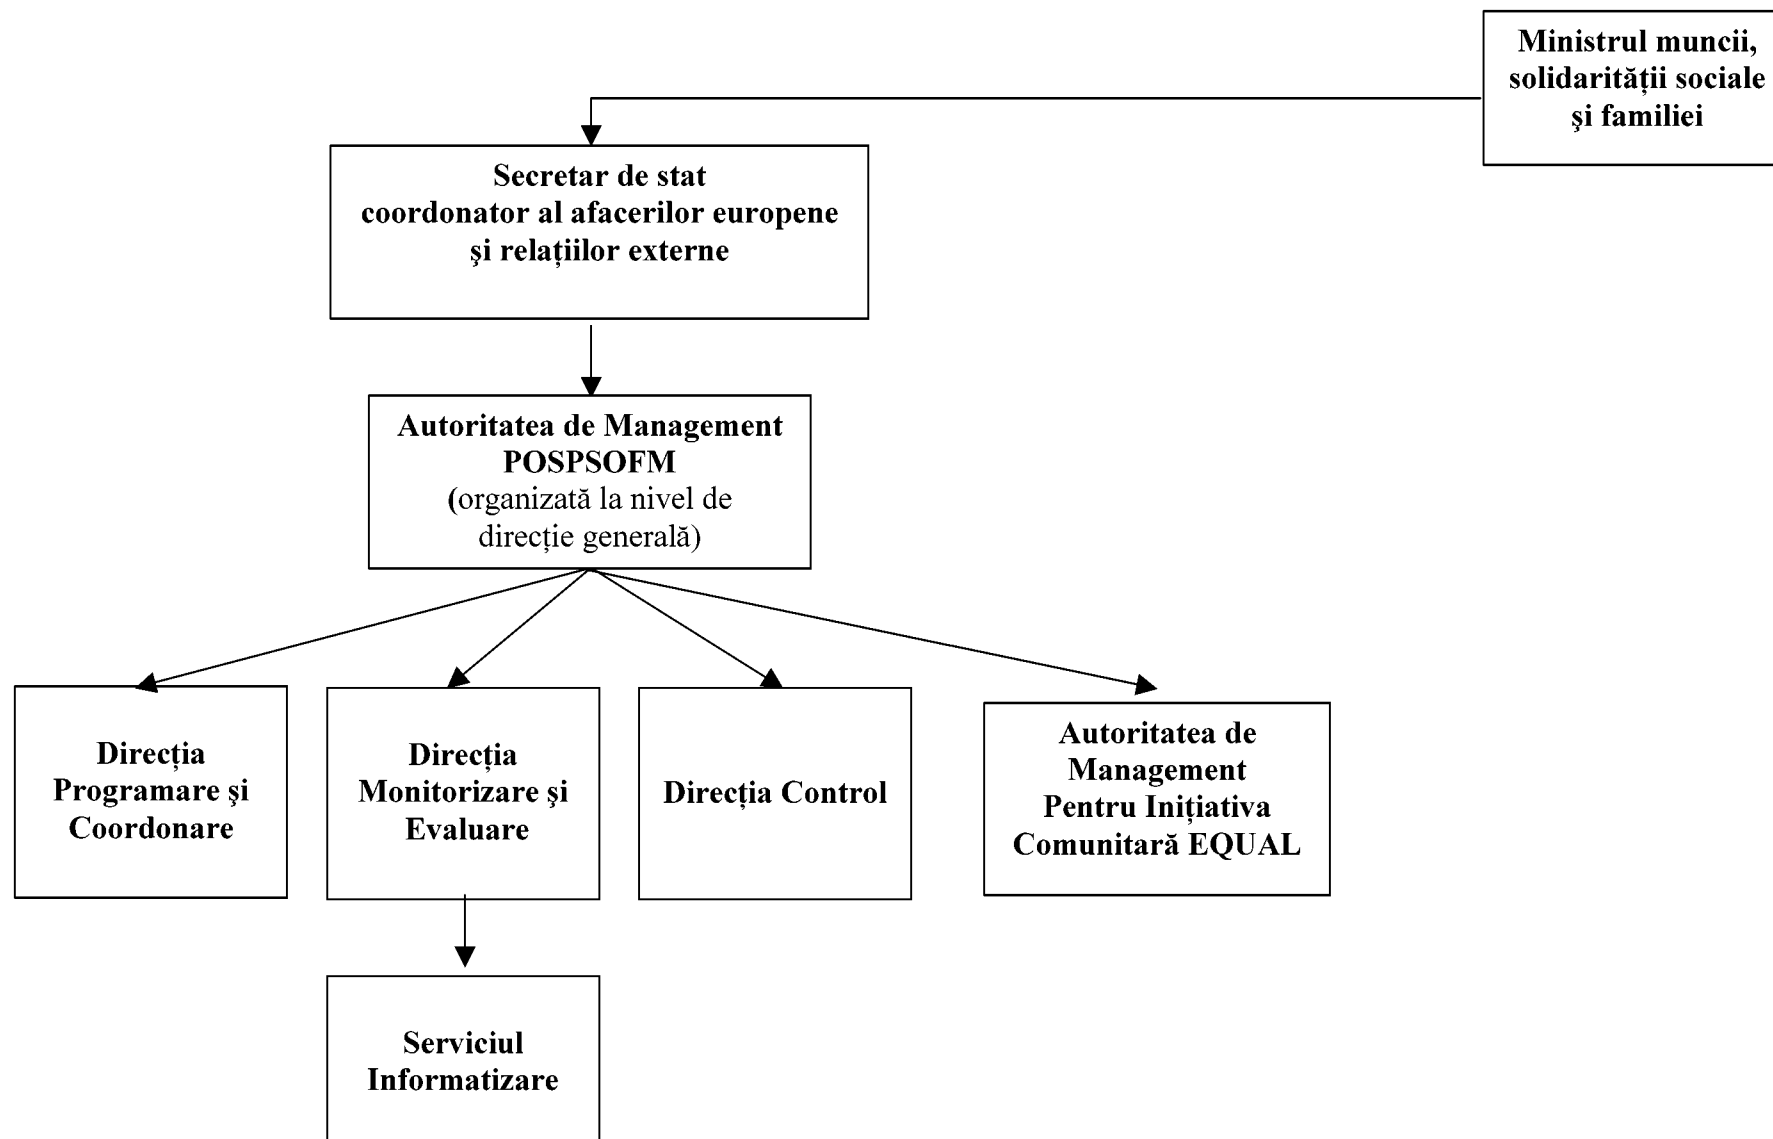 Ministrul muncii,
solidarității sociale
şi familiei
Secretar de stat
coordonator al afacerilor europene
şi relațiilor externe
Autoritatea de Management
POSPSOFM
(organizată la nivel de
direcție generală)
Direcția
Programare şi
Coordonare
Direcția
Monitorizare şi
Evaluare
Direcția Control
Autoritatea de
Management
Pentru Inițiativa
Comunitară EQUAL
Serviciul
Informatizare